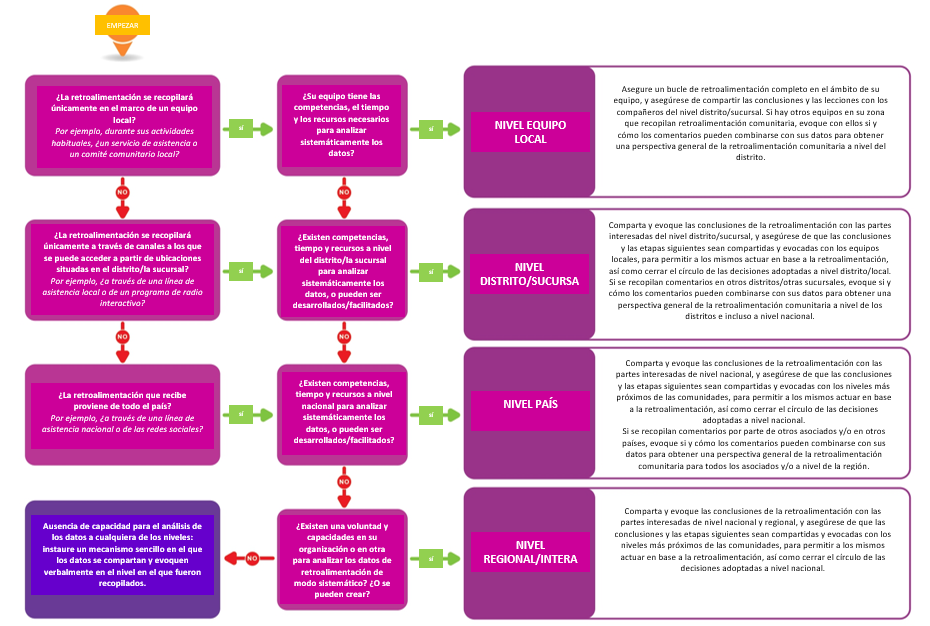 EMPEZAR
¿La retroalimentación se recopilará
únicamente en el marco de un equipo
local?
Por ejemplo, durante sus actividades
habituales, ¿un servicio de asistencia o
un comité comunitario local?
SÍ
¿Su equipo tiene las
competencias, el tiempo
y los recursos necesarios
para analizar
sistemáticamente los
datos?
SÍ
NIVEL EQUIPO
LOCAL
Asegure un bucle de retroalimentación completo en el ámbito de su
equipo, y asegúrese de compartir las conclusiones y las lecciones con los
compañeros del nivel distrito/sucursal. Si hay otros equipos en su zona
que recopilan retroalimentación comunitaria, evoque con ellos si y
cómo los comentarios pueden combinarse con sus datos para obtener
una perspectiva general de la retroalimentación comunitaria a nivel del
distrito.
NO
NO
¿La retroalimentación se recopilará
únicamente a través de canales a los que
se puede acceder a partir de ubicaciones
situadas en el distrito/la sucursal?
Por ejemplo, ¿a través de una línea de
asistencia local o de un programa de radio
interactivo?
SÍ
¿Existen competencias,
tiempo y recursos a nivel
del distrito/la sucursal
para analizar
sistemáticamente los
datos, o pueden ser
desarrollados/facilitados?
SÍ
NIVEL
DISTRITO/SUCURSA
Comparta y evoque las conclusiones de la retroalimentación con las partes
interesadas del nivel distrito/sucursal, y asegúrese de que las conclusiones
y las etapas siguientes sean compartidas y evocadas con los equipos
locales, para permitir a los mismos actuar en base a la retroalimentación,
así como cerrar el círculo de las decisiones adoptadas a nivel distrito/local.
Si se recopilan comentarios en otros distritos/otras sucursales, evoque si y
cómo los comentarios pueden combinarse con sus datos para obtener una
perspectiva general de la retroalimentación comunitaria a nivel de los
distritos e incluso a nivel nacional.
NO
NO
¿La retroalimentación que recibe
proviene de todo el país?
Por ejemplo, ¿a través de una línea de
asistencia nacional o de las redes sociales?
SÍ
¿Existen competencias,
tiempo y recursos a nivel
nacional para analizar
sistemáticamente los
datos, o pueden ser
desarrollados/facilitados?
SÍ
NIVEL PAÍS
Comparta y evoque las conclusiones de la retroalimentación con las
partes interesadas de nivel nacional, y asegúrese de que las conclusiones
y las etapas siguientes sean compartidas y evocadas con los niveles más
próximos de las comunidades, para permitir a los mismos actuar en base
a la retroalimentación, así como cerrar el círculo de las decisiones
adoptadas a nivel nacional.
Si se recopilan comentarios por parte de otros asociados y/o en otros
países, evoque si y cómo los comentarios pueden combinarse con sus
datos para obtener una perspectiva general de la retroalimentación
comunitaria para todos los asociados y/o a nivel de la región.
NO
Ausencia de capacidad para el análisis de
los datos a cualquiera de los niveles:
instaure un mecanismo sencillo en el que
los datos se compartan y evoquen
verbalmente en el nivel en el que fueron
recopilados.
NO
¿Existen una voluntad y
capacidades en su
organización o en otra
para analizar los datos de
retroalimentación de
modo sistemático? ¿O se
pueden crear?
SÍ
NIVEL
REGIONAL/INTERA
Comparta y evoque las conclusiones de la retroalimentación con las
partes interesadas de nivel nacional y regional, y asegúrese de que las
conclusiones y las etapas siguientes sean compartidas y evocadas con los
niveles más próximos de las comunidades, para permitir a los mismos
actuar en base a la retroalimentación, así como cerrar el círculo de las
decisiones adoptadas a nivel nacional.